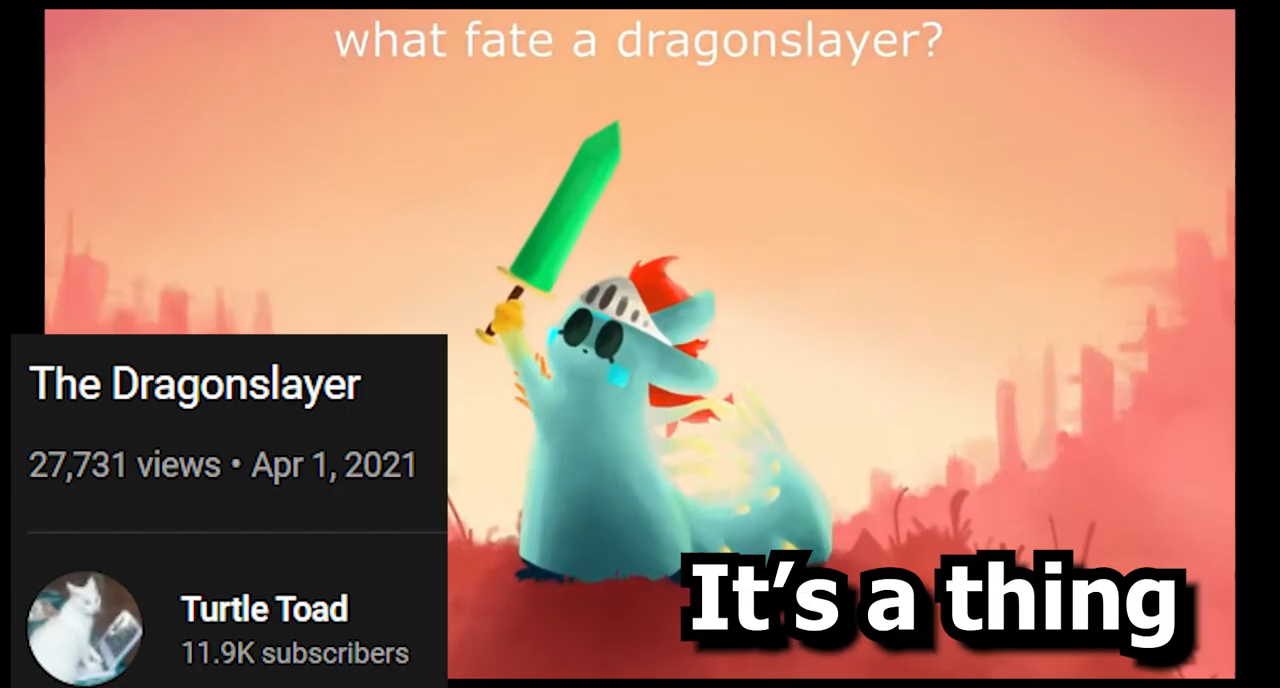 what fate a dragonslayer?
The Dragonslayer
27,731 views • Apr 1, 2021
Turtle Toad
11.9K subscribers
It's a thing